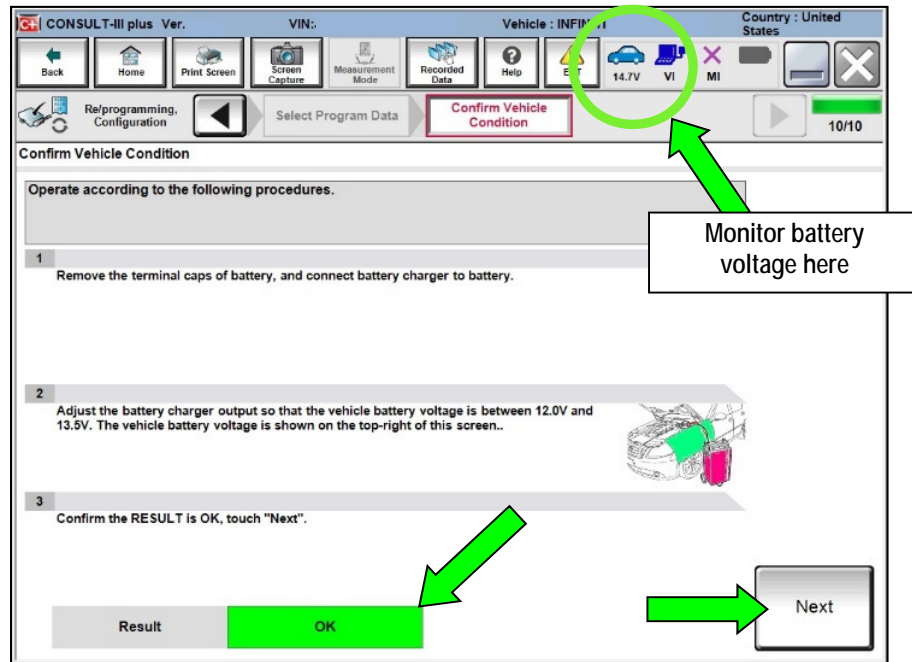 CONSULT-III plus Ver. VIN: Vehicle : INFIN Country : United
States
Back Home Print Screen Screen
Capture Measurement
Mode Recorded
Data Help 14.7V VI MI
Re/programming,
Configuration Select Program Data Confirm Vehicle
Condition 10/10
Confirm Vehicle Condition
Operate according to the following procedures.
Monitor battery
voltage here
1
Remove the terminal caps of battery, and connect battery charger to battery.
2
Adjust the battery charger output so that the vehicle battery voltage is between 12.0V and
13.5V. The vehicle battery voltage is shown on the top-right of this screen..
3
Confirm the RESULT is OK, touch "Next".
Result OK
Next